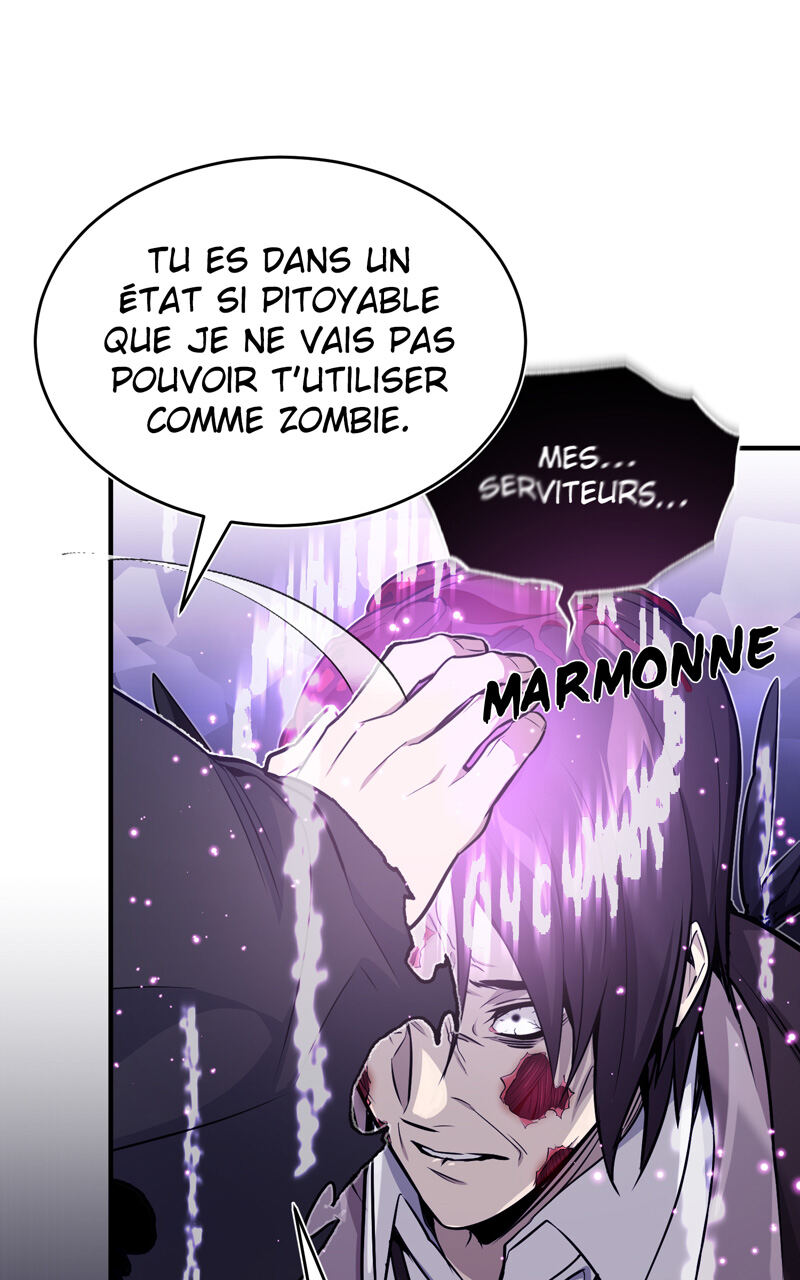 TU ES DANS UN
ÉTAT SI PITOYABLE
QUE JE NE VAIS PAS
POUVOIR T'UTILISER
COMME ZOMBIE.
MES...
SERVITEURS...
MARMONNE